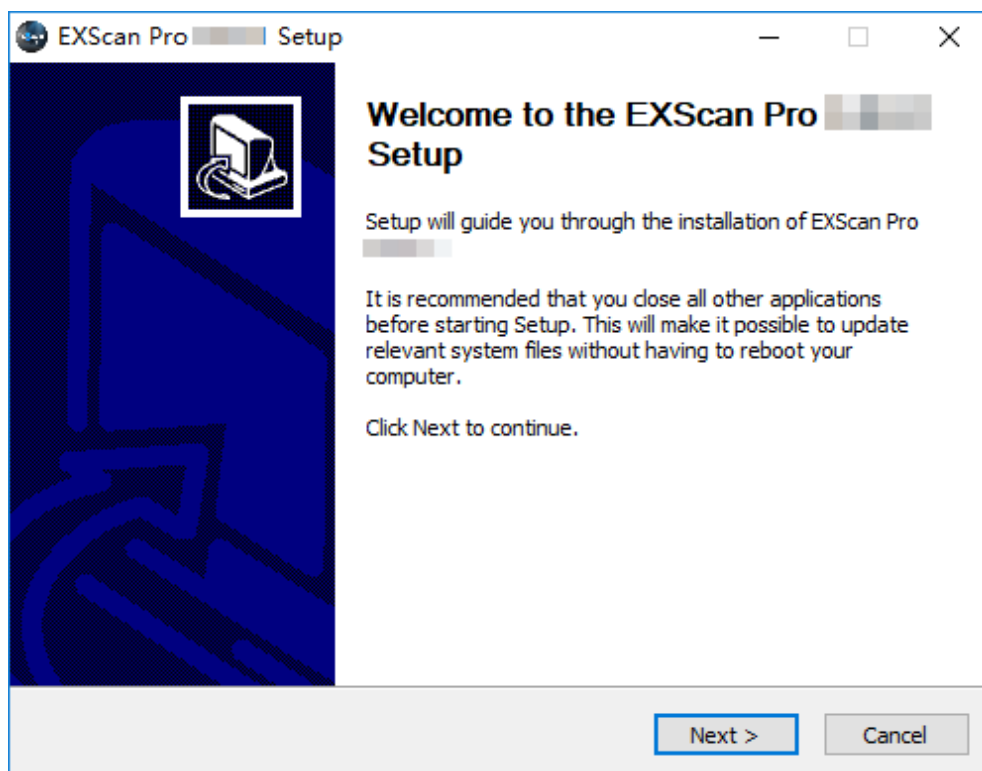 EXScan Pro Setup
Welcome to the EXScan Pro
Setup
Setup will guide you through the installation of EXScan Pro
It is recommended that you close all other applications
before starting Setup. This will make it possible to update
relevant system files without having to reboot your
computer.
Click Next to continue.
Next >
Cancel